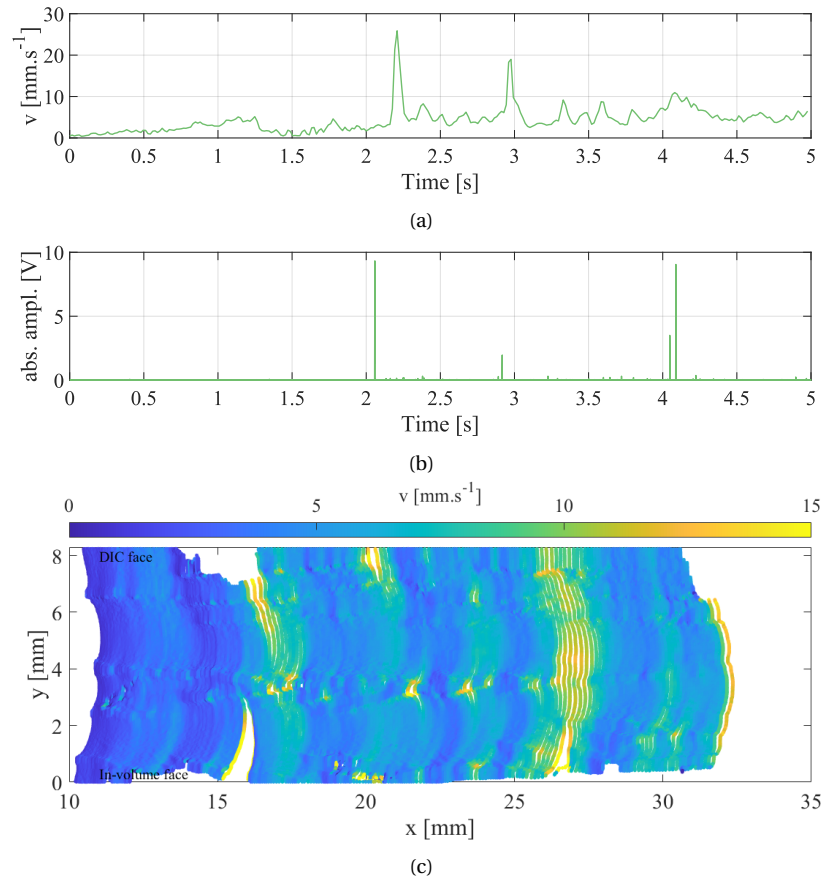 30
20
10
0
v [mm.s-1]
0 0.5 1 1.5 2 2.5 3 3.5 4 4.5 5
Time [s]
(a)
10
5
0
abs. ampl. [V]
0 0.5 1 1.5 2 2.5 3 3.5 4 4.5 5
Time [s]
(b)
v [mm.s-1]
0 5 10 15
DIC face
8
6
4
2
0
y [mm]
In-volume face
10 15 20 25 30 35
x [mm]
(c)